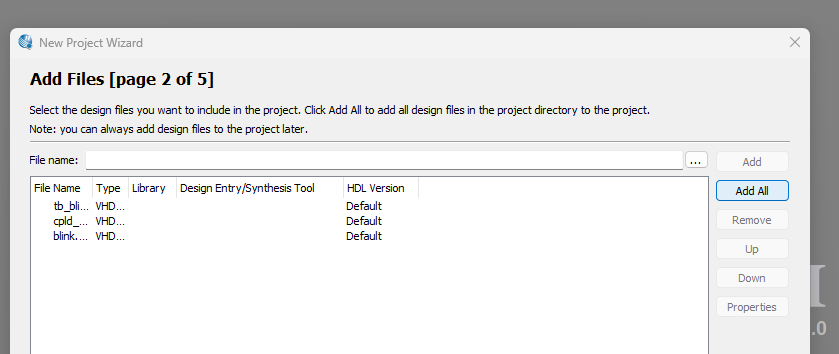 New Project Wizard
Add Files [page 2 of 5]
Select the design files you want to include in the project. Click Add All to add all design files in the project directory to the project.
Note: you can always add design files to the project later.
File name: ... Add
File Name Type Library Design Entry/Synthesis Tool HDL Version Add All
tb_bli... VHD... Default
cpld_... VHD... Default Remove
blink.... VHD... Default Up
Down
Properties
I
.0